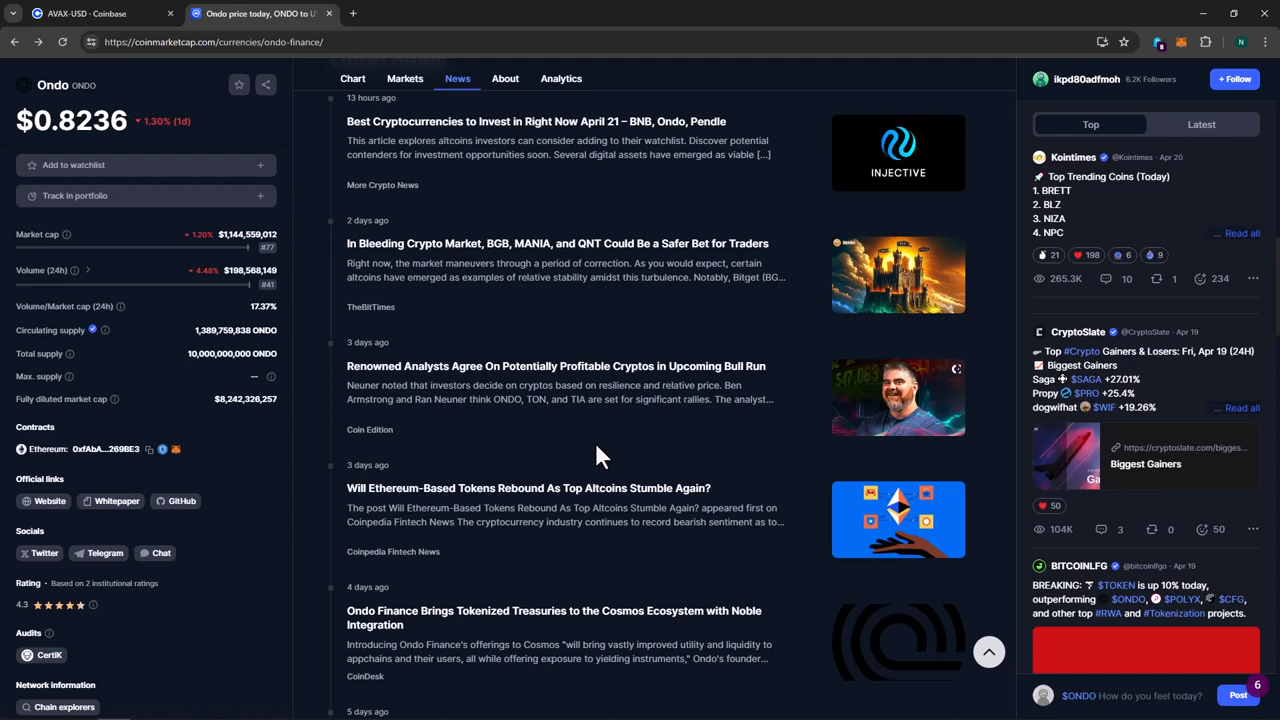 AVAX-USD · Coinbase
Ondo price today, ONDO to US
https://coinmarketcap.com/currencies/ondo-finance/
8
N
Ondo ONDO
$0.8236 1.30% (1d)
Add to watchlist
Track in portfolio
Market cap 1.20% $1,144,559,012
#77
Volume (24h) 4.48% $198,568,149
#41
Volume/Market cap (24h) 17.37%
Circulating supply 1,389,759,838 ONDO
Total supply 10,000,000,000 ONDO
Max. supply --
Fully diluted market cap $8,242,326,257
Contracts
Ethereum: 0xfAbA...269BE3
Official links
Website Whitepaper GitHub
Socials
Twitter Telegram Chat
Rating · Based on 2 institutional ratings
4.3
Audits
CertiK
Network information
Chain explorers
Chart Markets News About Analytics
13 hours ago
Best Cryptocurrencies to Invest in Right Now April 21 – BNB, Ondo, Pendle
This article explores altcoins investors can consider adding to their watchlist. Discover potential
contenders for investment opportunities soon. Several digital assets have emerged as viable [...]
More Crypto News
INJECTIVE
2 days ago
In Bleeding Crypto Market, BGB, MANIA, and QNT Could Be a Safer Bet for Traders
Right now, the market maneuvers through a period of correction. As you would expect, certain
altcoins have emerged as examples of relative stability amidst this turbulence. Notably, Bitget (BG...
TheBitTimes
3 days ago
Renowned Analysts Agree On Potentially Profitable Cryptos in Upcoming Bull Run
Neuner noted that investors decide on cryptos based on resilience and relative price. Ben
Armstrong and Ran Neuner think ONDO, TON, and TIA are set for significant rallies. The analyst...
Coin Edition
3 days ago
Will Ethereum-Based Tokens Rebound As Top Altcoins Stumble Again?
The post Will Ethereum-Based Tokens Rebound As Top Altcoins Stumble Again? appeared first on
Coinpedia Fintech News The cryptocurrency industry continues to record bearish sentiment as to...
Coinpedia Fintech News
4 days ago
Ondo Finance Brings Tokenized Treasuries to the Cosmos Ecosystem with Noble
Integration
Introducing Ondo Finance's offerings to Cosmos "will bring vastly improved utility and liquidity to
appchains and their users, all while offering exposure to yielding instruments," Ondo's founder...
CoinDesk
5 days ago
ikpd80adfmoh 6.2K Followers
+ Follow
Top Latest
Kointimes @Kointimes · Apr 20
Top Trending Coins (Today)
1. BRETT
2. BLZ
3. NIZA
4. NPC ... Read all
21 198 6 9
265.3K 10 1 234
CryptoSlate @CryptoSlate · Apr 19
Top #Crypto Gainers & Losers: Fri, Apr 19 (24H)
Biggest Gainers
Saga $SAGA +27.01%
Propy $PRO +25.4%
dogwifhat $WIF +19.26% ... Read all
https://cryptoslate.com/bigges...
Biggest Gainers
Ga
50
104K 3 0 50
BITCOINLFG @bitcoinlfgo · Apr 19
BREAKING: $TOKEN is up 10% today,
outperforming $ONDO, $POLYX, $CFG,
and other top #RWA and #Tokenization projects.
$ONDO How do you feel today? Post
6